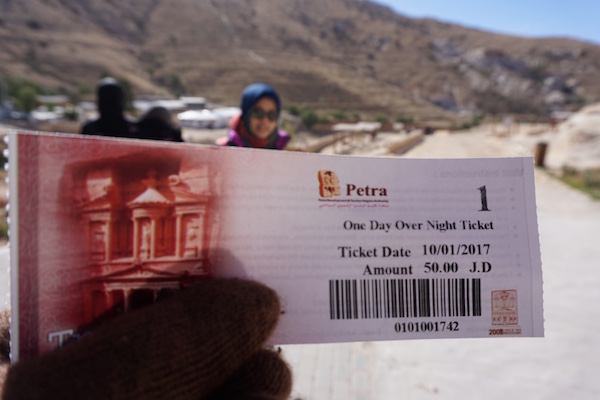 Petra
1
One Day Over Night Ticket
Ticket Date 10/01/2017
Amount 50.00 J.D
0101001742